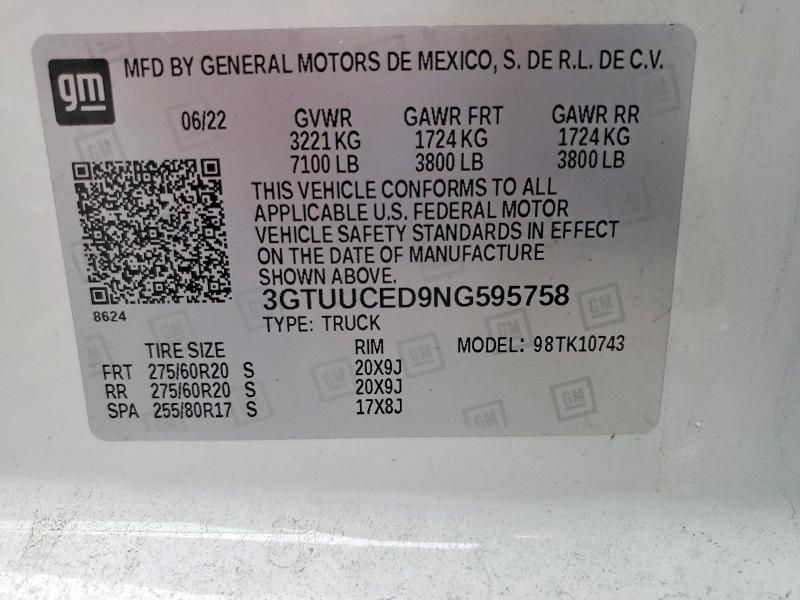 gm
MFD BY GENERAL MOTORS DE MEXICO, S. DE R.L. DE C.V.
06/22 GVWR GAWR FRT GAWR RR
3221 KG 1724 KG 1724 KG
7100 LB 3800 LB 3800 LB
THIS VEHICLE CONFORMS TO ALL
APPLICABLE U.S. FEDERAL MOTOR
VEHICLE SAFETY STANDARDS IN EFFECT
ON THE DATE OF MANUFACTURE
SHOWN ABOVE.
8624
3GTUUCED9NG595758
TYPE: TRUCK
TIRE SIZE RIM MODEL: 98TK10743
FRT 275/60R20 S 20X9J
RR 275/60R20 S 20X9J
SPA 255/80R17 S 17X8J